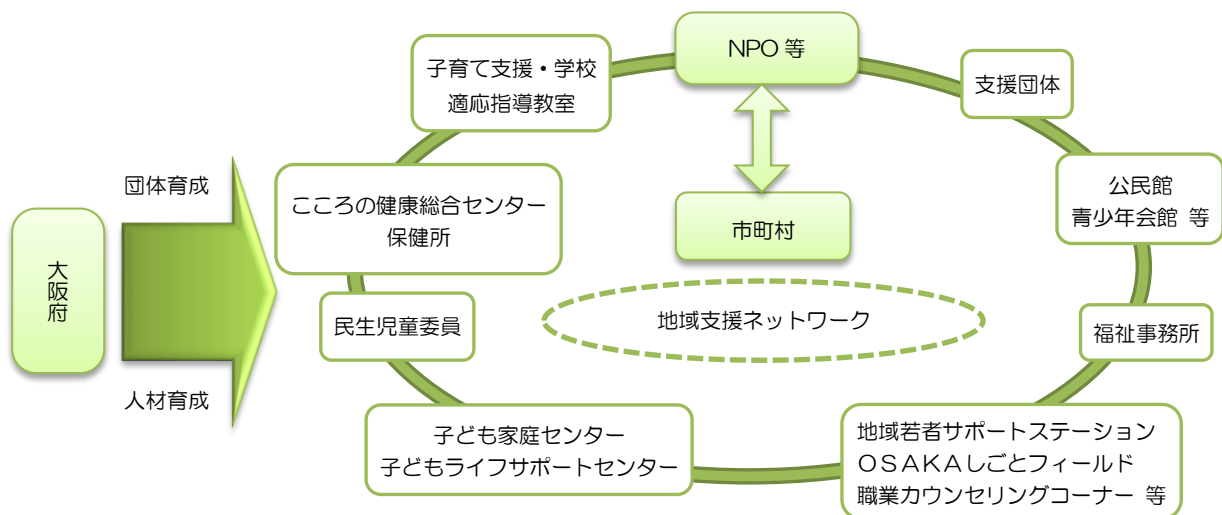 NPO 等
子育て支援・学校
適応指導教室
支援団体
団体育成
こころの健康総合センター
保健所
公民館
青少年会館 等
市町村
大阪府
民生児童委員
地域支援ネットワーク
福祉事務所
人材育成
子ども家庭センター
子どもライフサポートセンター
地域若者サポートステーション
OSAKAしごとフィールド
職業カウンセリングコーナー 等